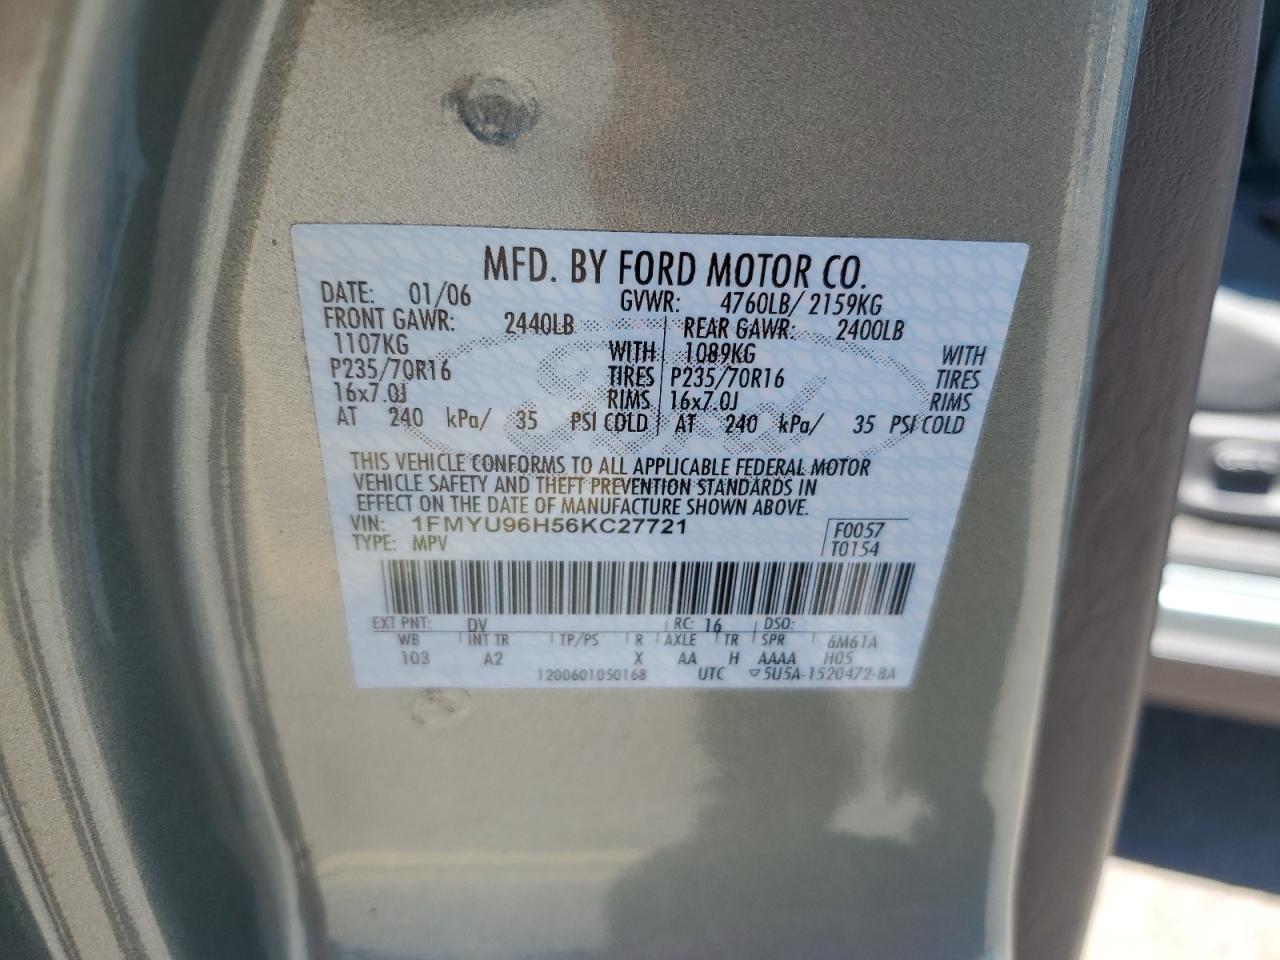 MFD. BY FORD MOTOR CO.
DATE: 01/06 GVWR: 4760LB/ 2159KG
FRONT GAWR: 2440LB REAR GAWR: 2400LB
1107KG WITH 1089KG WITH
P235/70R16 TIRES P235/70R16 TIRES
16x7.0J RIMS 16x7.0J RIMS
AT 240 kPa/ 35 PSI COLD AT 240 kPa/ 35 PSI COLD
THIS VEHICLE CONFORMS TO ALL APPLICABLE FEDERAL MOTOR
VEHICLE SAFETY AND THEFT PREVENTION STANDARDS IN
EFFECT ON THE DATE OF MANUFACTURE SHOWN ABOVE.
VIN: 1FMYU96H56KC27721 F0057
TYPE: MPV T0154
EXT PNT: DV RC: 16 DSO:
WB INT TR TP/PS R AXLE TR SPR 6M61A
103 A2 X AA H AAAA H05
1200601050168 UTC ▽5U5A-1520472-BA